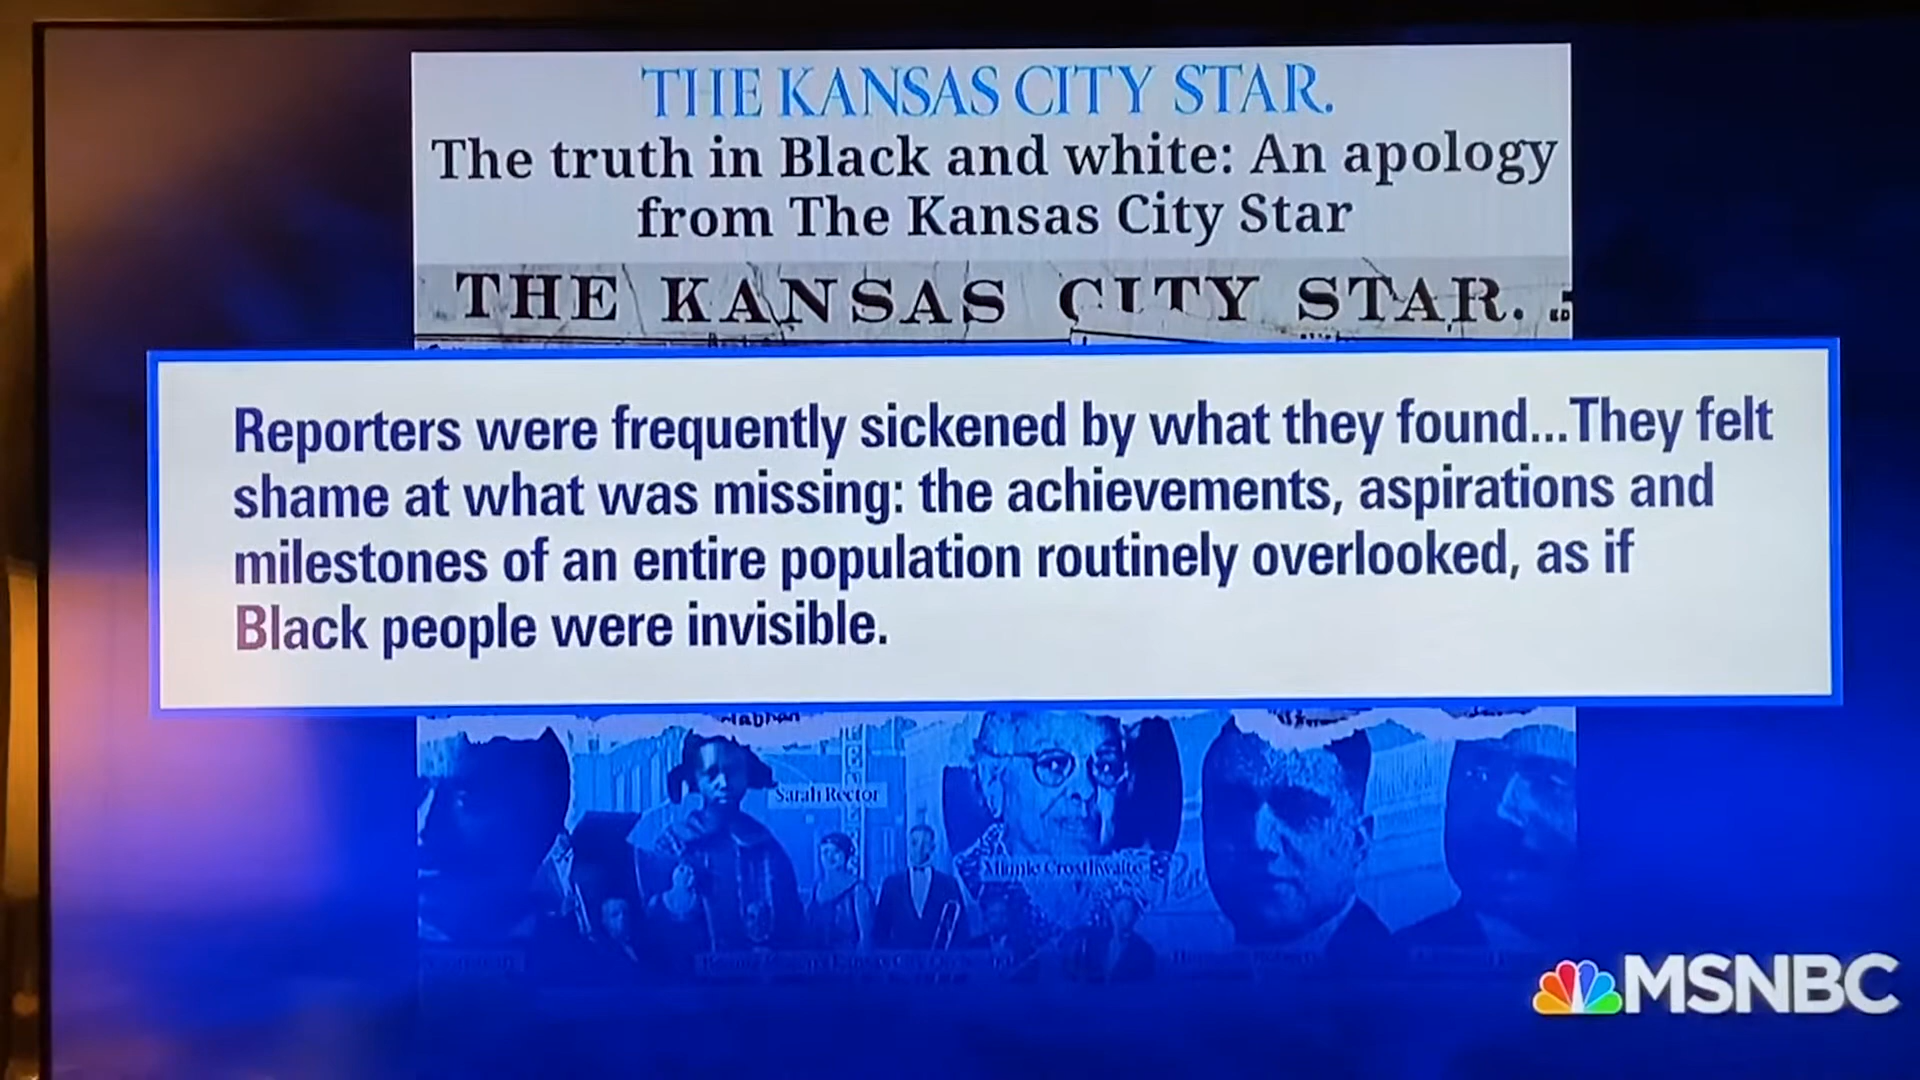 THE KANSAS CITY STAR.
The truth in Black and white: An apology
from The Kansas City Star
THE KANSAS CITY STAR.
Reporters were frequently sickened by what they found...They felt
shame at what was missing: the achievements, aspirations and
milestones of an entire population routinely overlooked, as if
Black people were invisible.
Sarah Rector
Minnie Crosthwaite
MSNBC